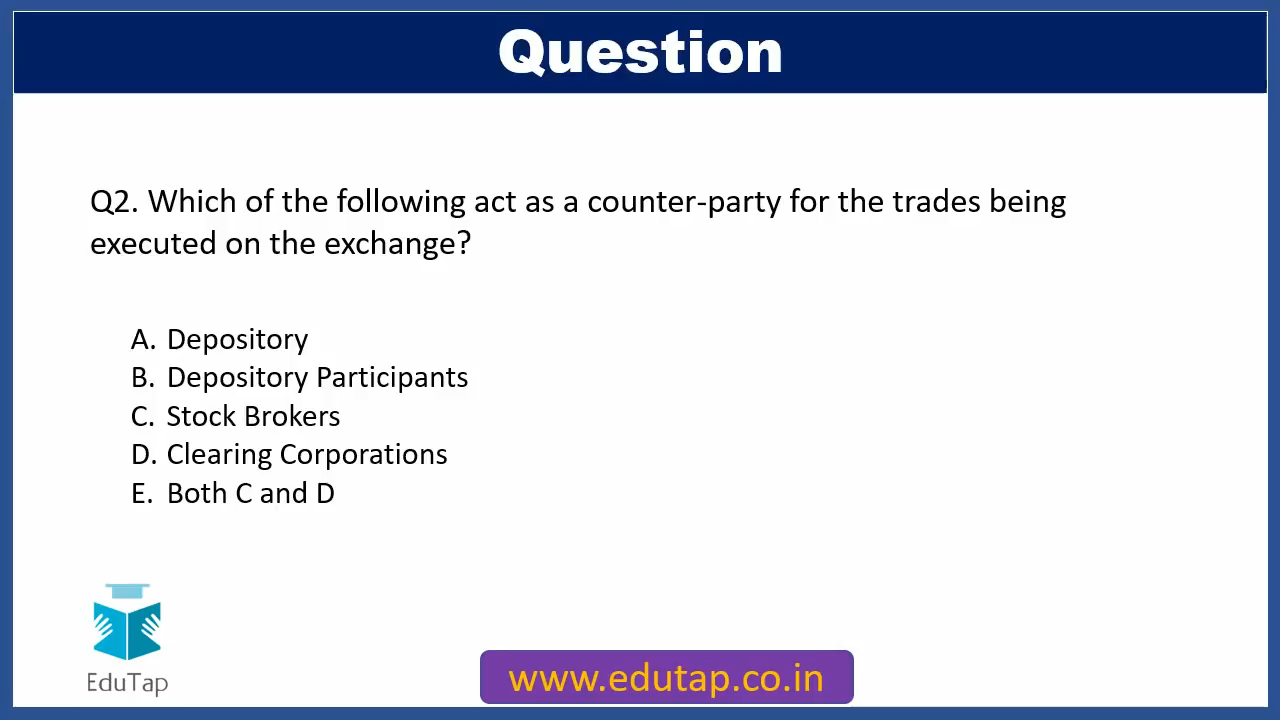 Question
Q2. Which of the following act as a counter-party for the trades being
executed on the exchange?
A. Depository
B. Depository Participants
C. Stock Brokers
D. Clearing Corporations
E. Both C and D
EduTap
www.edutap.co.in